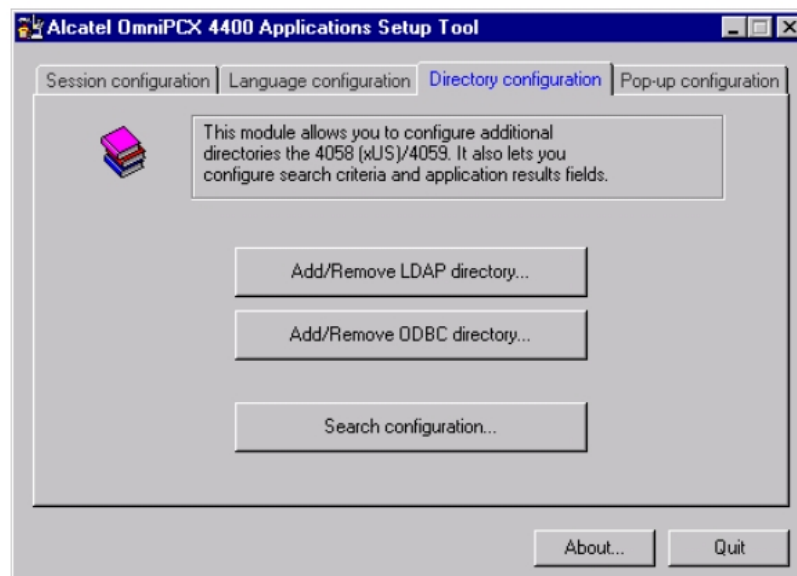 Alcatel OmniPCX 4400 Applications Setup Tool
Session configuration
Language configuration
Directory configuration
Pop-up configuration
This module allows you to configure additional
directories the 4058 (xUS)/4059. It also lets you
configure search criteria and application results fields.
Add/Remove LDAP directory...
Add/Remove ODBC directory...
Search configuration...
About...
Quit